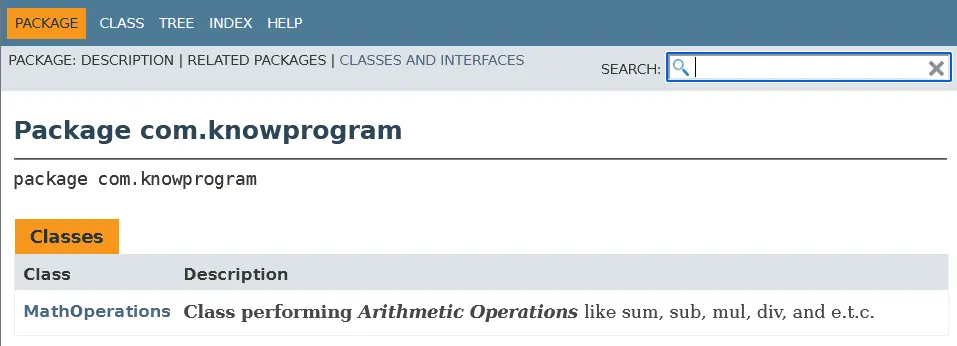 PACKAGE CLASS TREE INDEX HELP
PACKAGE: DESCRIPTION | RELATED PACKAGES | CLASSES AND INTERFACES
SEARCH:
Package com.knowprogram
package com.knowprogram
Classes
Class Description
MathOperations Class performing Arithmetic Operations like sum, sub, mul, div, and e.t.c.